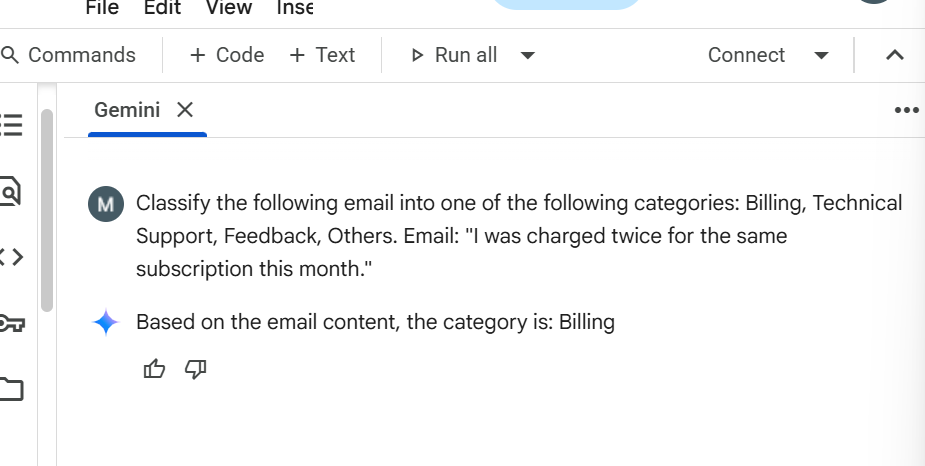 File Edit View Inse
Commands + Code + Text Run all Connect
Gemini
M Classify the following email into one of the following categories: Billing, Technical
Support, Feedback, Others. Email: "I was charged twice for the same
subscription this month."
Based on the email content, the category is: Billing